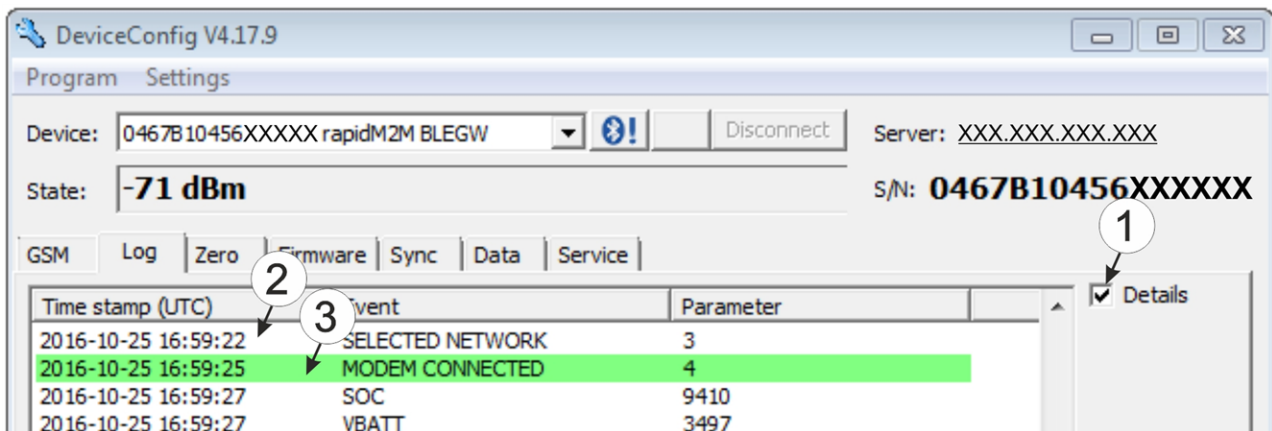 DeviceConfig V4.17.9
Program Settings
Device: 0467B10456XXXXX rapidM2M BLEGW Disconnect Server: XXX.XXX.XXX.XXX
State: -71 dBm S/N: 0467B10456XXXXXX
1
GSM Log Zero Firmware Sync Data Service
2
Details
Time stamp (UTC) 3 Event Parameter
2016-10-25 16:59:22 SELECTED NETWORK 3
2016-10-25 16:59:25 MODEM CONNECTED 4
2016-10-25 16:59:27 SOC 9410
2016-10-25 16:59:27 VBATT 3497